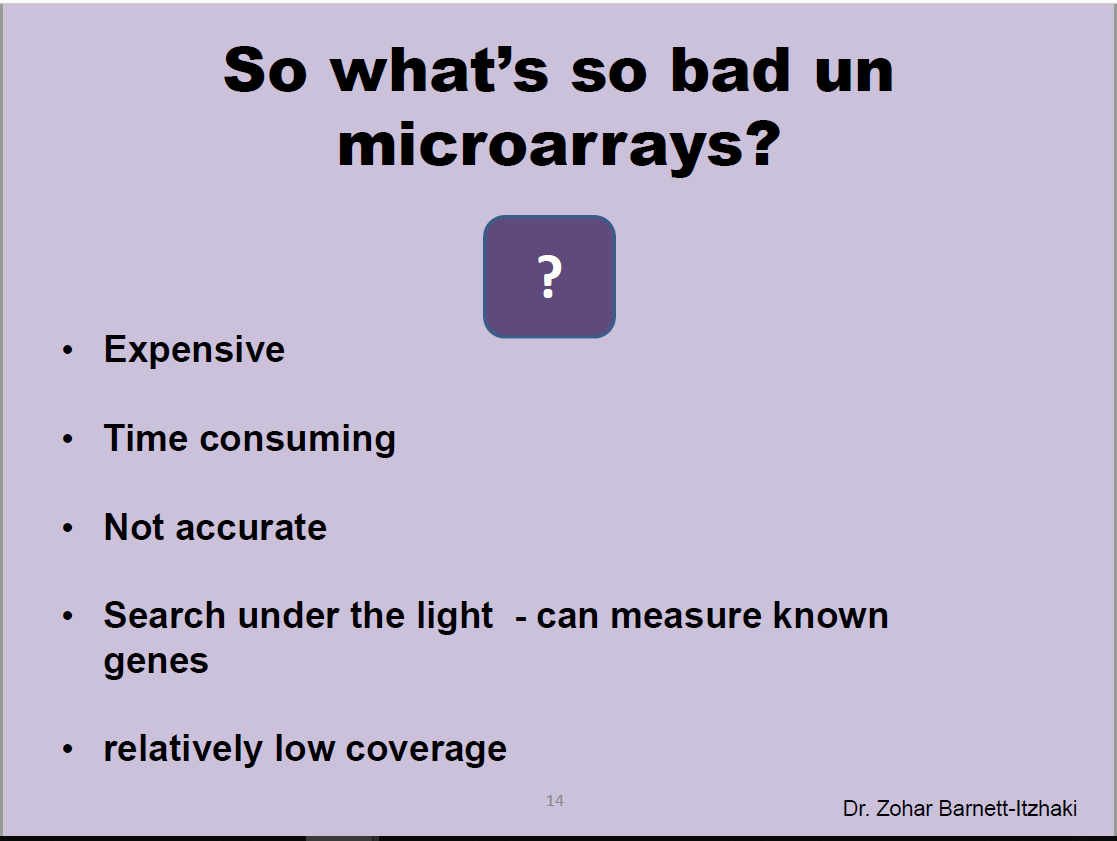 So what’s so bad un
microarrays?
?
• Expensive
• Time consuming
• Not accurate
• Search under the light  - can measure known
genes
• relatively low coverage
14
Dr. Zohar Barnett-Itzhaki